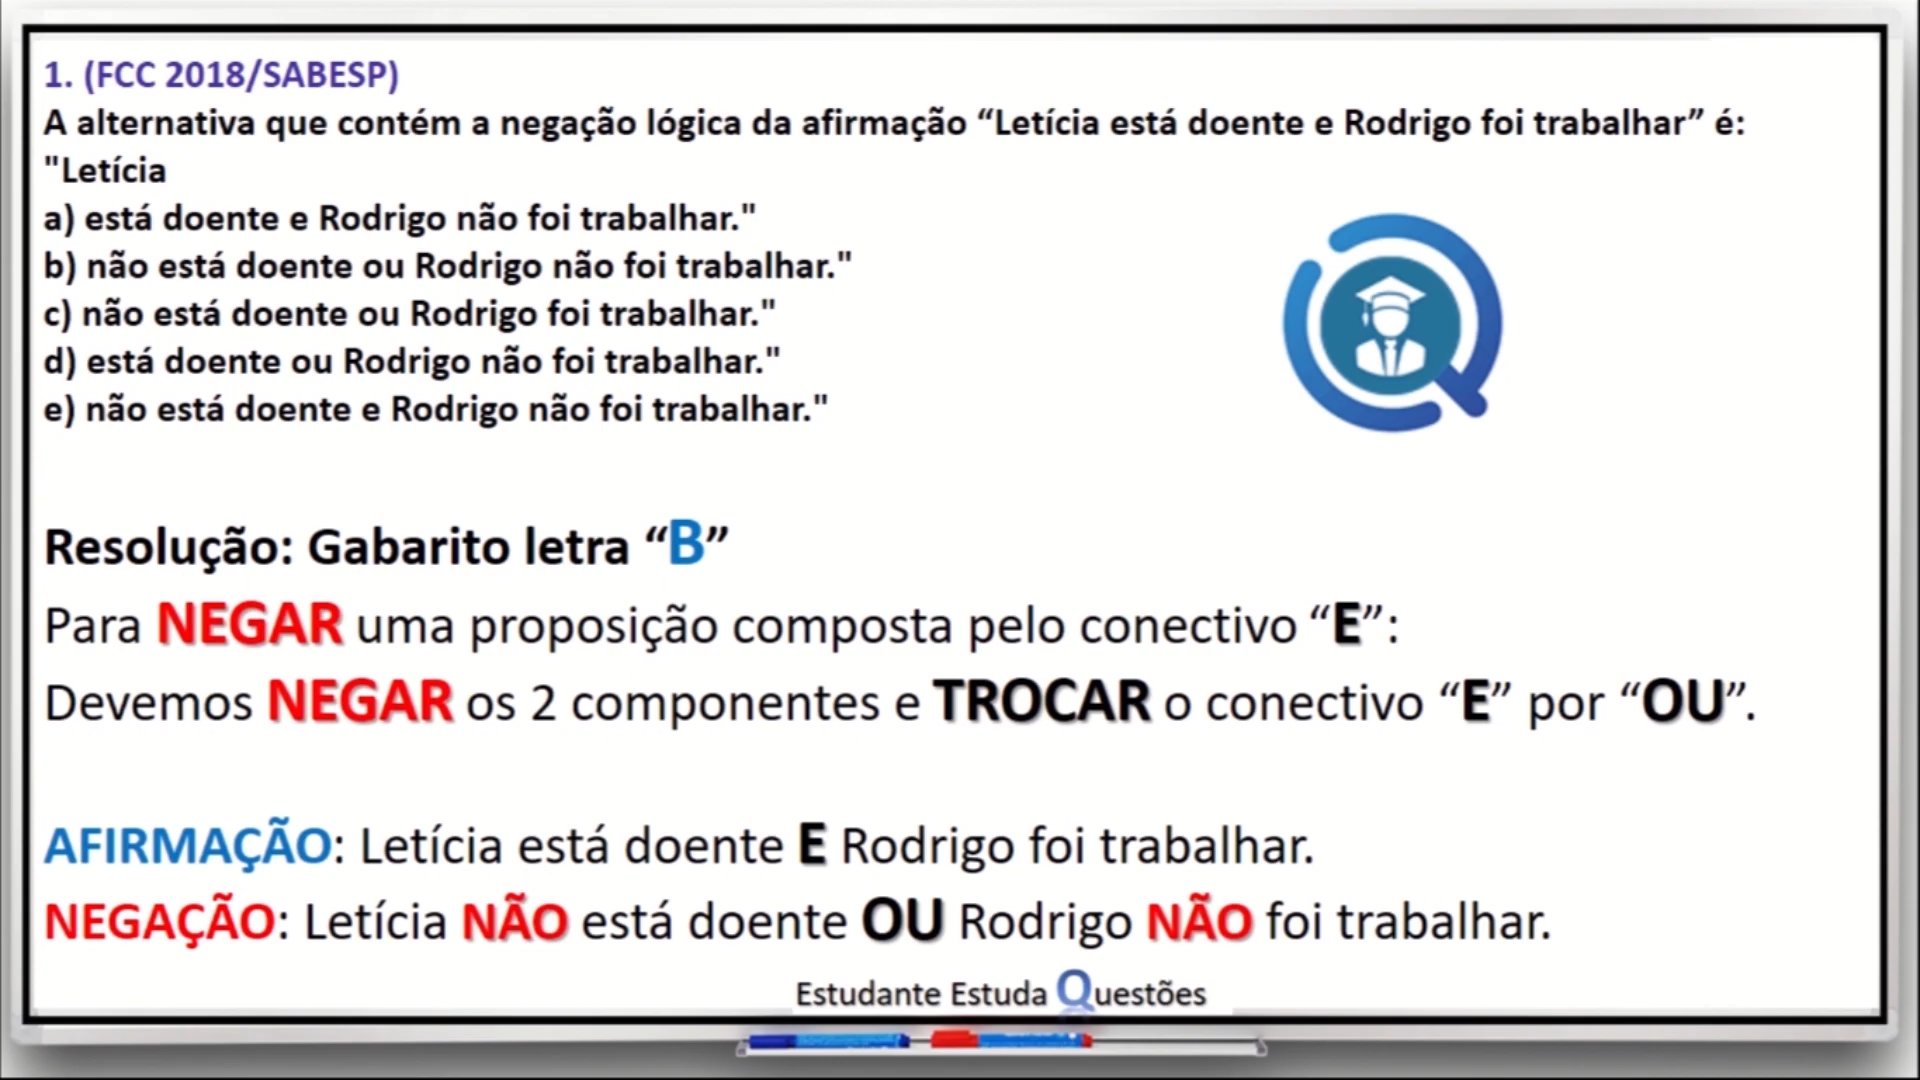 1. (FCC 2018/SABESP)
A alternativa que contém a negação lógica da afirmação “Letícia está doente e Rodrigo foi trabalhar” é:
"Letícia
a) está doente e Rodrigo não foi trabalhar."
b) não está doente ou Rodrigo não foi trabalhar."
c) não está doente ou Rodrigo foi trabalhar."
d) está doente ou Rodrigo não foi trabalhar."
e) não está doente e Rodrigo não foi trabalhar."
Resolução: Gabarito letra “B”
Para NEGAR uma proposição composta pelo conectivo “E”:
Devemos NEGAR os 2 componentes e TROCAR o conectivo “E” por “OU”.
AFIRMAÇÃO: Letícia está doente E Rodrigo foi trabalhar.
NEGAÇÃO: Letícia NÃO está doente OU Rodrigo NÃO foi trabalhar.
Estudante Estuda Questões